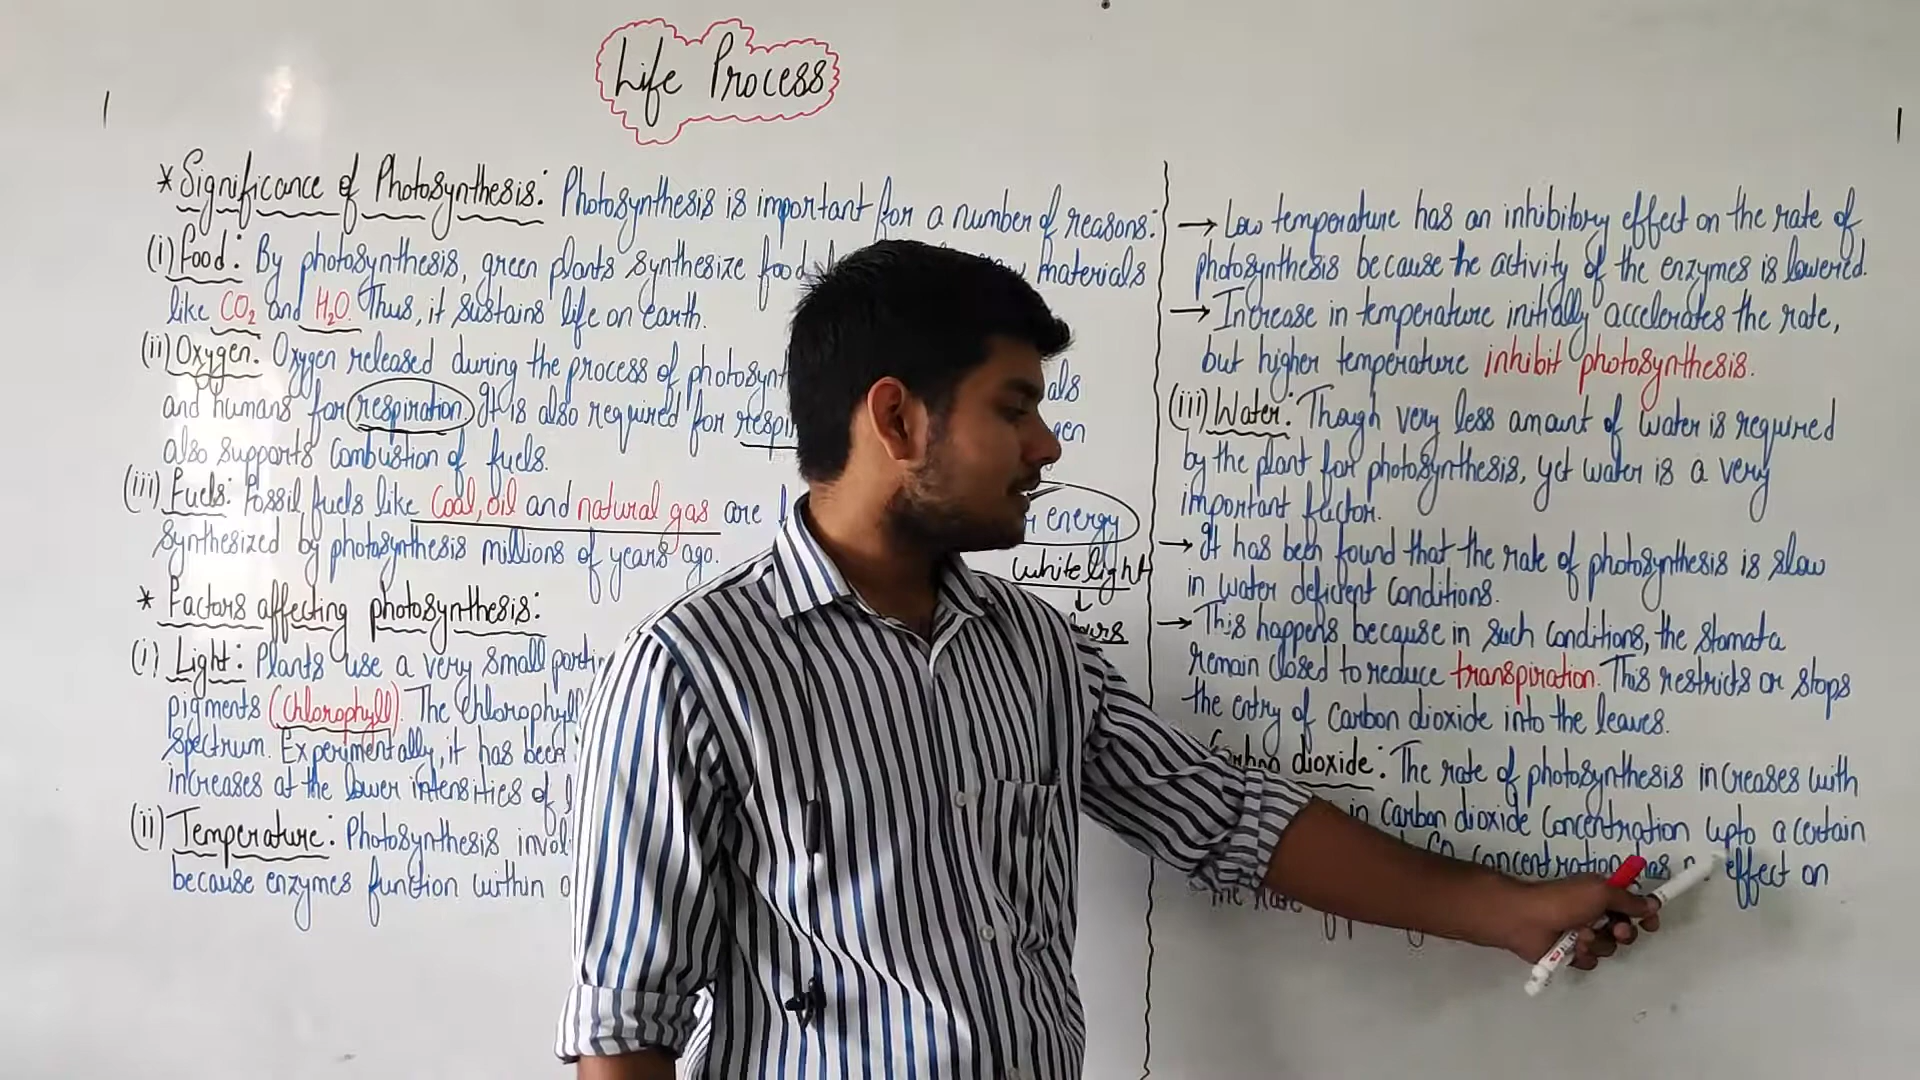 Life Process
* Significance of Photosynthesis: Photosynthesis is important for a number of reasons:
(i) Food: By photosynthesis, green plants synthesize food materials
like CO₂ and H₂O. Thus, it sustains life on earth.
(ii) Oxygen. Oxygen released during the process of photosynt als
and humans for respiration. It is also required for respi gen
also supports combustion of fuels.
(iii) Fuels: Fossil fuels like Coal, oil and natural gas are energy
synthesized by photosynthesis millions of years ago. white light
* Factors affecting photosynthesis:
(i) Light: Plants use a very small porti
pigments (Chlorophyll). The Chlorophyll
spectrum. Experimentally, it has been
increases at the lower intensities of
(ii) Temperature: Photosynthesis invol
because enzymes function within a
→ Low temperature has an inhibitory effect on the rate of
photosynthesis because the activity of the enzymes is lowered.
→ Increase in temperature initially accelerates the rate,
but higher temperature inhibit photosynthesis.
(iii) Water: Though very less amount of water is required
by the plant for photosynthesis, yet water is a very
important factor.
→ It has been found that the rate of photosynthesis is slow
in water deficient conditions.
→ This happens because in such conditions, the stomata
remain closed to reduce transpiration. This restricts or stops
the entry of Carbon dioxide into the leaves.
dioxide: The rate of photosynthesis increases with
in Carbon dioxide Concentration upto a certain
Concentration has effect on
the rate